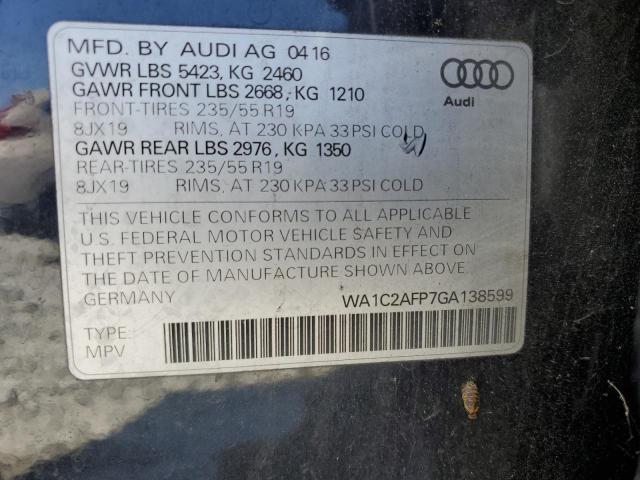 MFD. BY AUDI AG 04 16
GVWR LBS 5423, KG 2460
GAWR FRONT LBS 2668, KG 1210
FRONT-TIRES 235/55 R19
8JX19 RIMS, AT 230 KPA 33 PSI COLD
GAWR REAR LBS 2976, KG 1350
REAR-TIRES 235/55 R19
8JX19 RIMS, AT 230 KPA 33 PSI COLD
Audi
THIS VEHICLE CONFORMS TO ALL APPLICABLE
U.S. FEDERAL MOTOR VEHICLE SAFETY AND
THEFT PREVENTION STANDARDS IN EFFECT ON
THE DATE OF MANUFACTURE SHOWN ABOVE.
GERMANY WA1C2AFP7GA138599
TYPE:
MPV